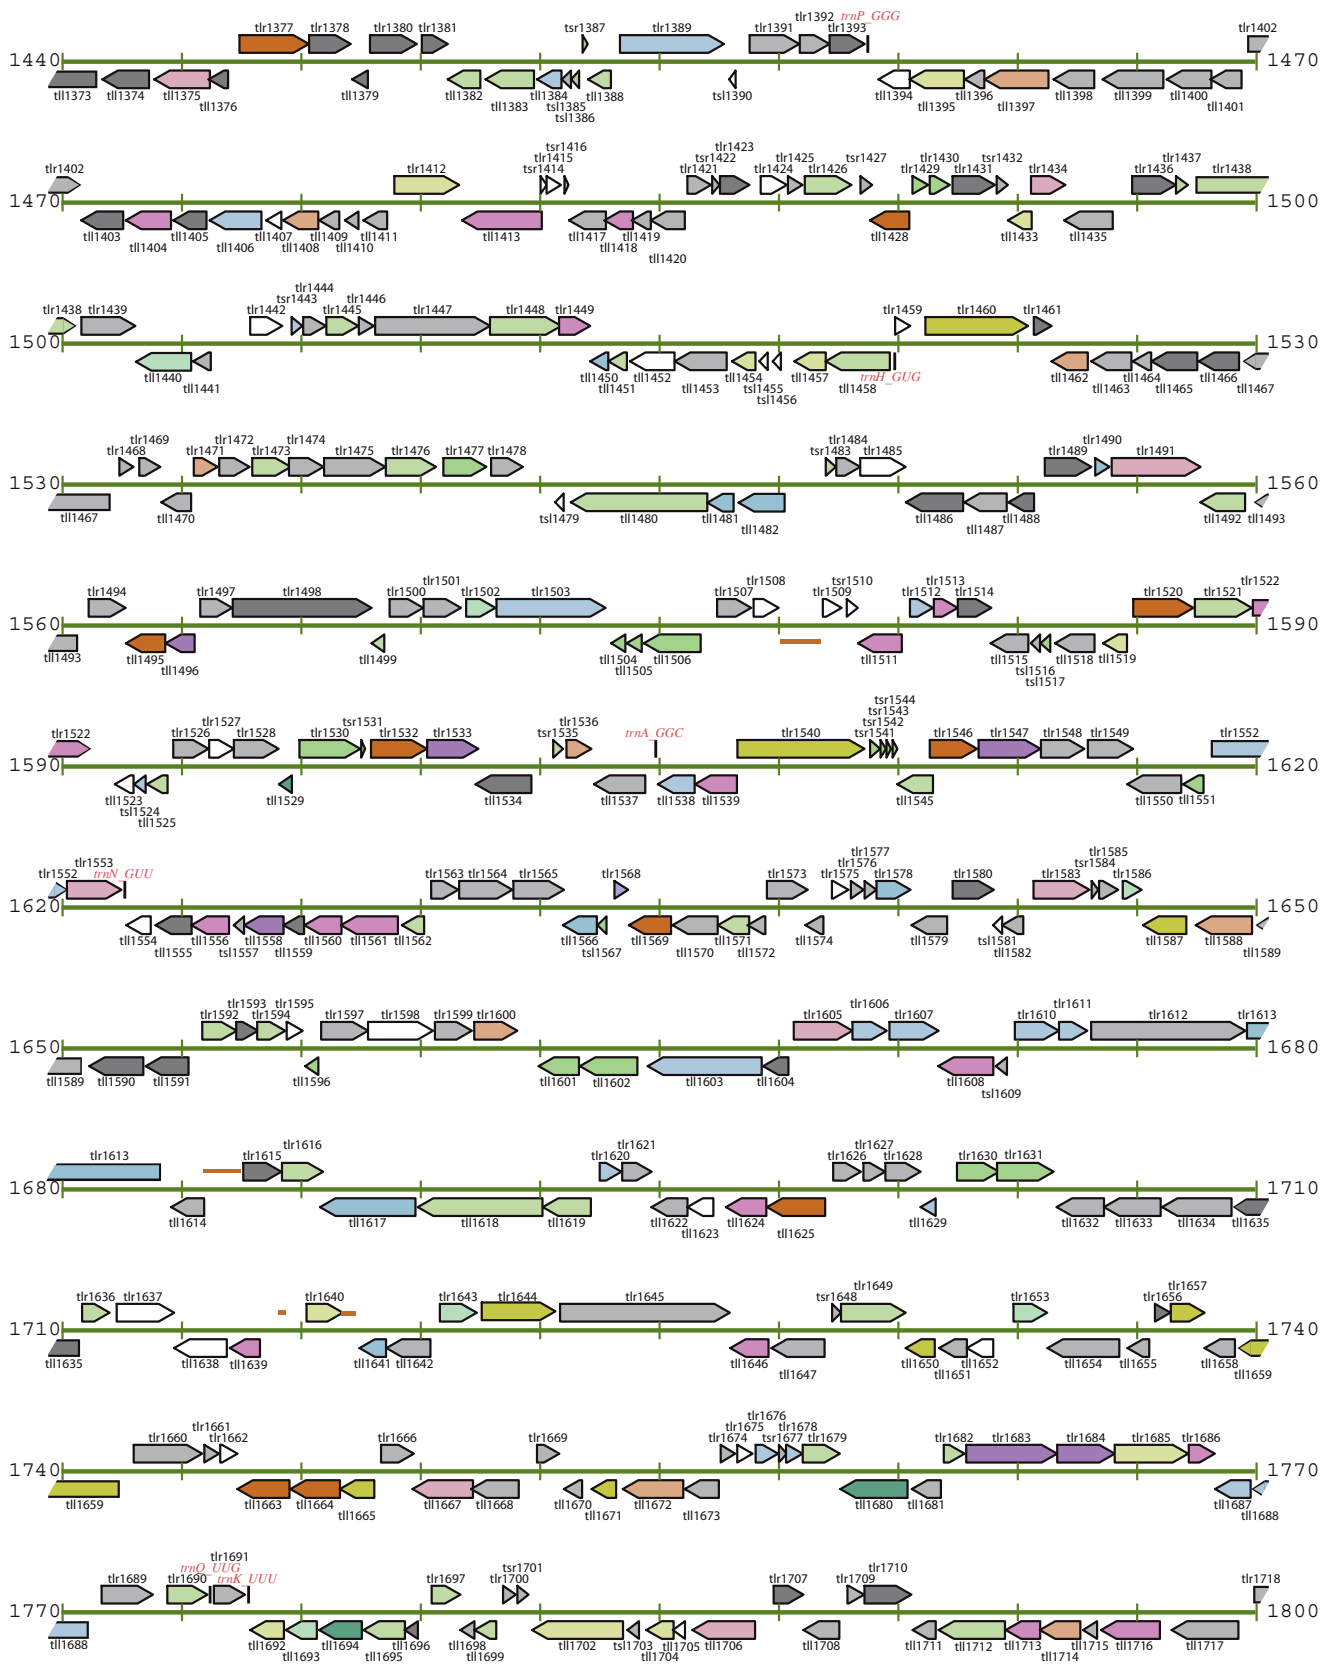 tlr1392 trnP_GGG
tlr1377 tlr1378 tlr1380 tlr1381 tsr1387 tlr1389 tlr1391 tlr1393 tlr1402
1440 1470
tll1373 tll1374 tll1375 tll1379 tll1382 tll1383 tll1384 tll1388 tsl1390 tll1394 tll1396 tll1398 tll1399 tll1400
tll1376 tsl1385 tll1395 tll1397 tll1401
tsl1386
tsr1416 tlr1423
tlr1415 tsr1422 tlr1425 tlr1430 tsr1432 tlr1437
tlr1402 tlr1412 tsr1414 tlr1421 tlr1424 tlr1426 tsr1427 tlr1429 tlr1431 tlr1434 tlr1436 tlr1438
1470 1500
tll1403 tll1405 tll1407 tll1409 tll1411 tll1413 tll1417 tll1419 tll1428 tll1433 tll1435
tll1404 tll1406 tll1408 tll1410 tll1418 tll1420
tlr1444
tsr1443 tlr1446
tlr1438 tlr1439 tlr1442 tlr1445 tlr1447 tlr1448 tlr1449 tlr1459 tlr1460 tlr1461
1500 1530
tll1440 tll1441 tll1450 tll1452 tll1453 tll1454 tll1457 trnH_GUG tll1462 tll1464 tll1466
tll1451 tsl1455 tll1458 tll1463 tll1465 tll1467
tsl1456
tlr1469 tlr1472 tlr1474 tlr1484 tlr1490
tlr1468 tlr1471 tlr1473 tlr1475 tlr1476 tlr1477 tlr1478 tsr1483 tlr1485 tlr1489 tlr1491
1530 1560
tll1467 tll1470 tsl1479 tll1480 tll1481 tll1486 tll1488 tll1492 tll1493
tll1482 tll1487
tlr1501 tlr1508 tsr1510 tlr1513 tlr1522
tlr1494 tlr1497 tlr1498 tlr1500 tlr1502 tlr1503 tlr1507 tlr1509 tlr1512 tlr1514 tlr1520 tlr1521
1560 1590
tll1493 tll1495 tll1499 tll1504 tll1506 tll1511 tll1515 tll1518 tll1519
tll1496 tll1505 tsl1516
tsl1517
tsr1544
tsr1543
tlr1527 tsr1531 tlr1536 trnA_GGC tsr1542
tlr1522 tlr1526 tlr1528 tlr1530 tlr1532 tlr1533 tsr1535 tlr1540 tsr1541 tlr1546 tlr1547 tlr1548 tlr1549 tlr1552
1590 1620
tll1523 tll1529 tll1534 tll1537 tll1538 tll1539 tll1545 tll1550 tll1551
tsl1524
tll1525
tlr1577 tlr1585
tlr1553 tlr1576 tsr1584
tlr1552 trnN_GUU tlr1563 tlr1564 tlr1565 tlr1568 tlr1573 tlr1575 tlr1578 tlr1580 tlr1583 tlr1586
1620 1650
tll1554 tll1556 tll1558 tll1560 tll1562 tll1566 tll1569 tll1571 tll1574 tll1579 tsl1581 tll1587 tll1588
tll1555 tsl1557 tll1559 tll1561 tsl1567 tll1570 tll1572 tll1582 tll1589
tlr1593 tlr1595 tlr1606 tlr1611
tlr1592 tlr1594 tlr1597 tlr1598 tlr1599 tlr1600 tlr1605 tlr1607 tlr1610 tlr1612 tlr1613
1650 1680
tll1589 tll1590 tll1591 tll1596 tll1601 tll1602 tll1603 tll1604 tll1608
tsl1609
tlr1616 tlr1621 tlr1627
tlr1613 tlr1615 tlr1620 tlr1626 tlr1628 tlr1630 tlr1631
1680 1710
tll1614 tll1617 tll1618 tll1619 tll1622 tll1624 tll1629 tll1632 tll1633 tll1634 tll1635
tll1623 tll1625
tlr1649 tlr1657
tlr1636 tlr1637 tlr1640 tlr1643 tlr1644 tlr1645 tsr1648 tlr1653 tlr1656
1710 1740
tll1635 tll1638 tll1639 tll1641 tll1642 tll1646 tll1647 tll1650 tll1652 tll1654 tll1655 tll1658
tll1651 tll1659
tlr1676
tlr1661 tlr1675 tlr1678
tlr1660 tlr1662 tlr1666 tlr1669 tlr1674 tsr1677 tlr1679 tlr1682 tlr1683 tlr1684 tlr1685 tlr1686
1740 1770
tll1659 tll1663 tll1664 tll1667 tll1668 tll1670 tll1672 tll1680 tll1681 tll1687
tll1665 tll1671 tll1673 tll1688
tlr1691
trnQ_UUG tsr1701 tlr1710
tlr1689 tlr1690 trnK_UUU tlr1697 tlr1700 tlr1707 tlr1709 tlr1718
1770 1800
tll1688 tll1692 tll1694 tll1696 tll1698 tll1702 tsl1703 tll1705 tll1706 tll1708 tll1711 tll1712 tll1713 tll1715 tll1716 tll1717
tll1693 tll1695 tll1699 tll1704 tll1714